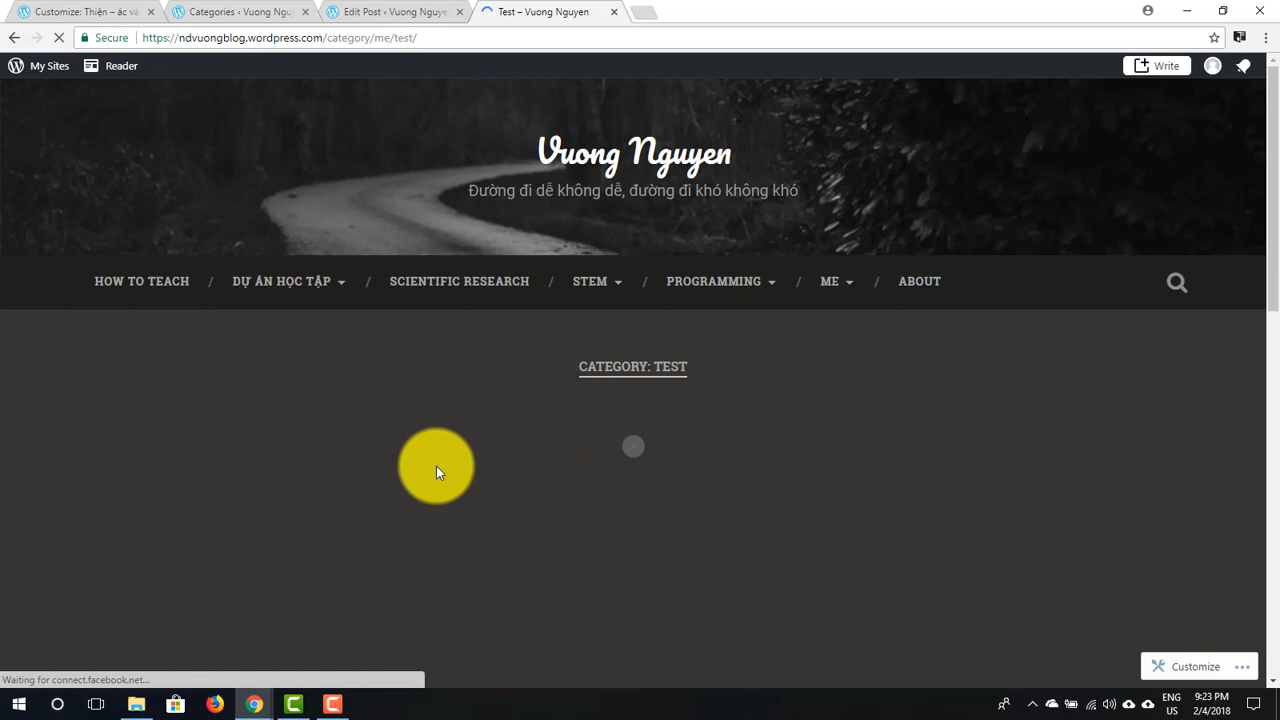 Customize: Thiện – ác và
Categories ‹ Vuong Nguy
Edit Post ‹ Vuong Nguye
Test – Vuong Nguyen
Secure
https://ndvuongblog.wordpress.com/category/me/test/
My Sites
Reader
Write
Vuong Nguyen
Đường đi dễ không dễ, đường đi khó không khó
HOW TO TEACH / DỰ ÁN HỌC TẬP / SCIENTIFIC RESEARCH / STEM / PROGRAMMING / ME / ABOUT
CATEGORY: TEST
Customize
Waiting for connect.facebook.net...
ENG
US
9:23 PM
2/4/2018